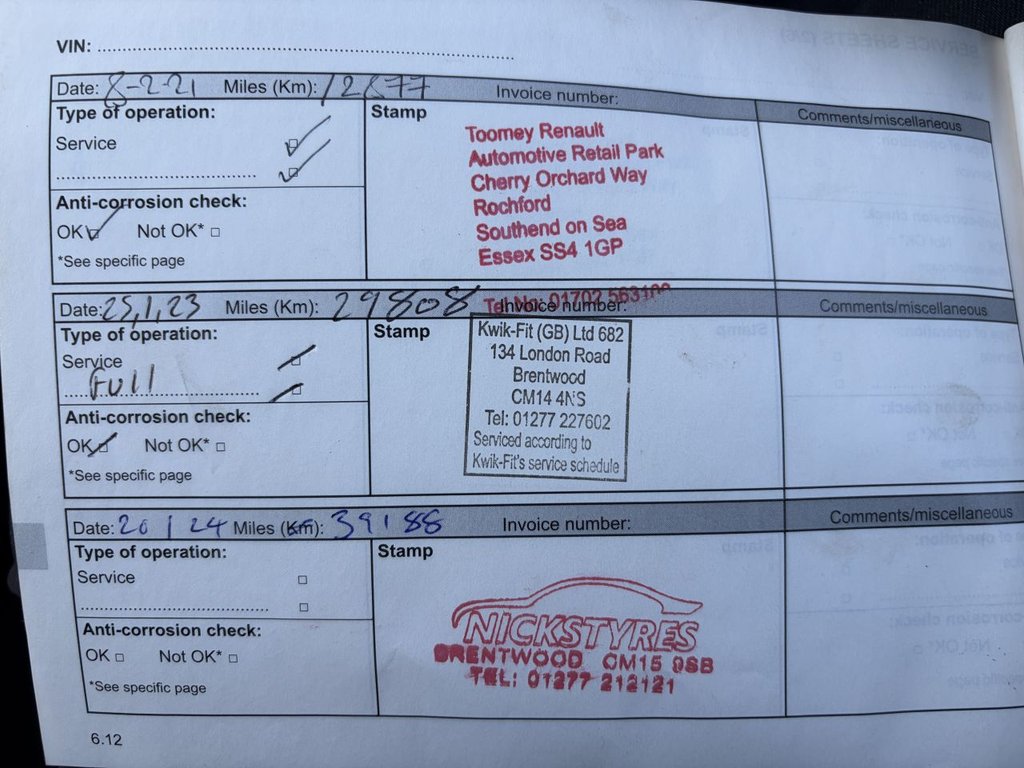 VIN: ................................................................
Date: 8-2-21 Miles (Km): 12877 Invoice number: Comments/miscellaneous
Type of operation: Stamp
Service
Anti-corrosion check:
OK Not OK*
*See specific page
Toomey Renault
Automotive Retail Park
Cherry Orchard Way
Rochford
Southend on Sea
Essex SS4 1GP
Tel No: 01702 563100
Date: 25,1,23 Miles (Km): 29808 Invoice number: Comments/miscellaneous
Type of operation: Stamp
Service
Full
Anti-corrosion check:
OK Not OK*
*See specific page
Kwik-Fit (GB) Ltd 682
134 London Road
Brentwood
CM14 4NS
Tel: 01277 227602
Serviced according to
Kwik-Fit's service schedule
Date: 20 1 24 Miles (Km): 39188 Invoice number: Comments/miscellaneous
Type of operation: Stamp
Service
Anti-corrosion check:
OK Not OK*
*See specific page
NICKSTYRES
BRENTWOOD CM15 9SB
TEL: 01277 212121
6.12